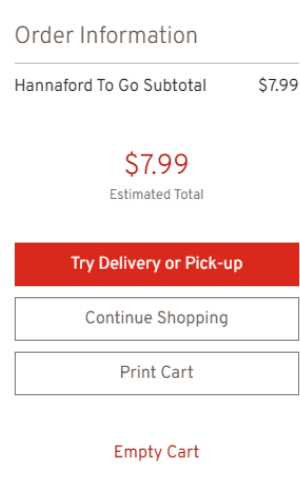 Order Information
Hannaford To Go Subtotal $7.99
$7.99
Estimated Total
Try Delivery or Pick-up
Continue Shopping
Print Cart
Empty Cart